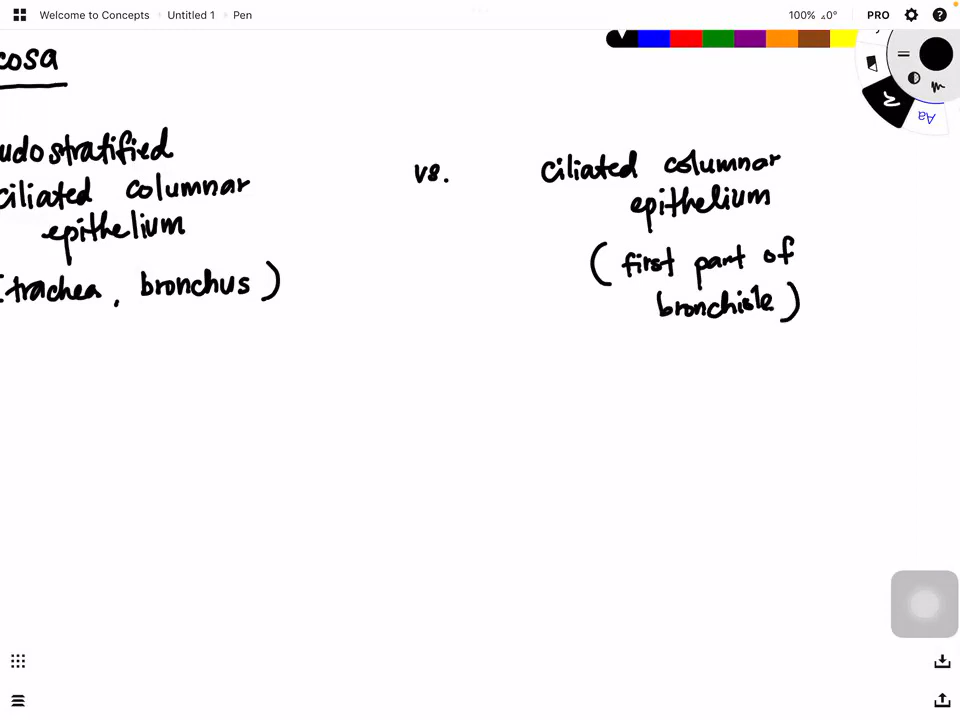 Welcome to Concepts › Untitled 1 › Pen
100% ⊿0° PRO
Aa
cosa
udostratified
ciliated columnar
epithelium
(trachea, bronchus)
vs.
ciliated columnar
epithelium
(first part of
bronchiole)